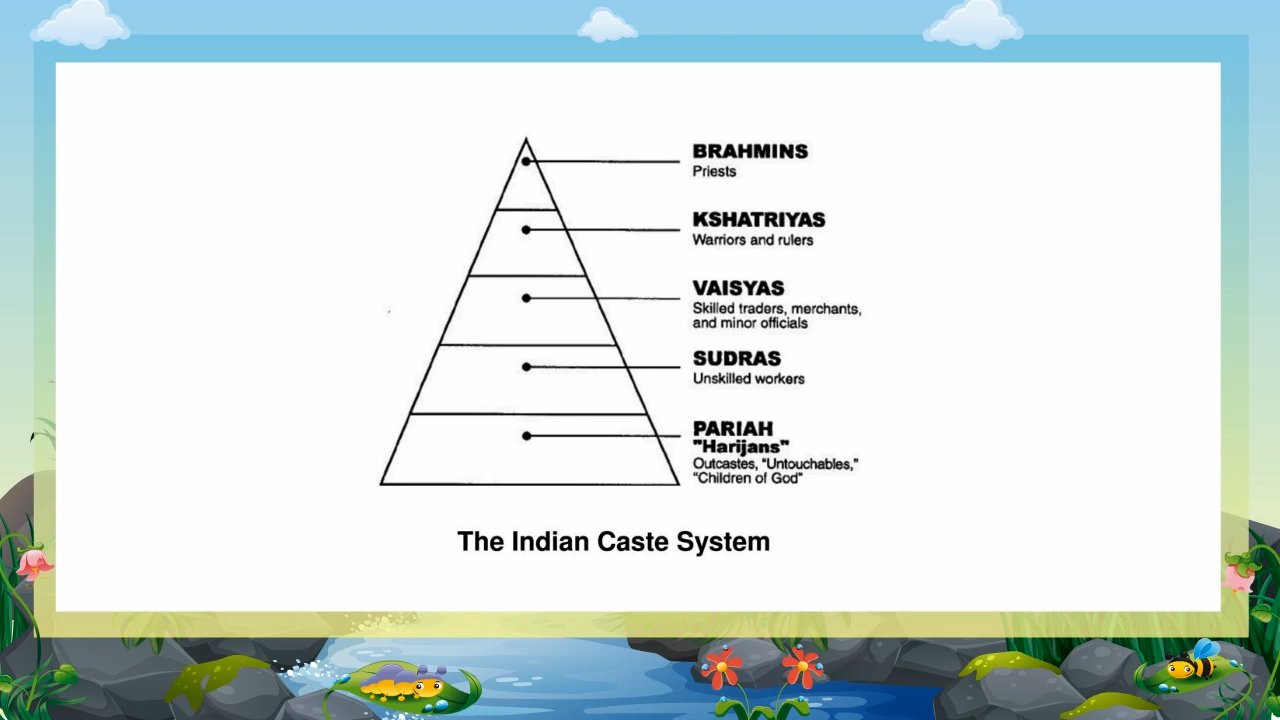 BRAHMINS
Priests
KSHATRIYAS
Warriors and rulers
VAISYAS
Skilled traders, merchants,
and minor officials
SUDRAS
Unskilled workers
PARIAH
"Harijans"
Outcastes, "Untouchables,"
"Children of God"
The Indian Caste System